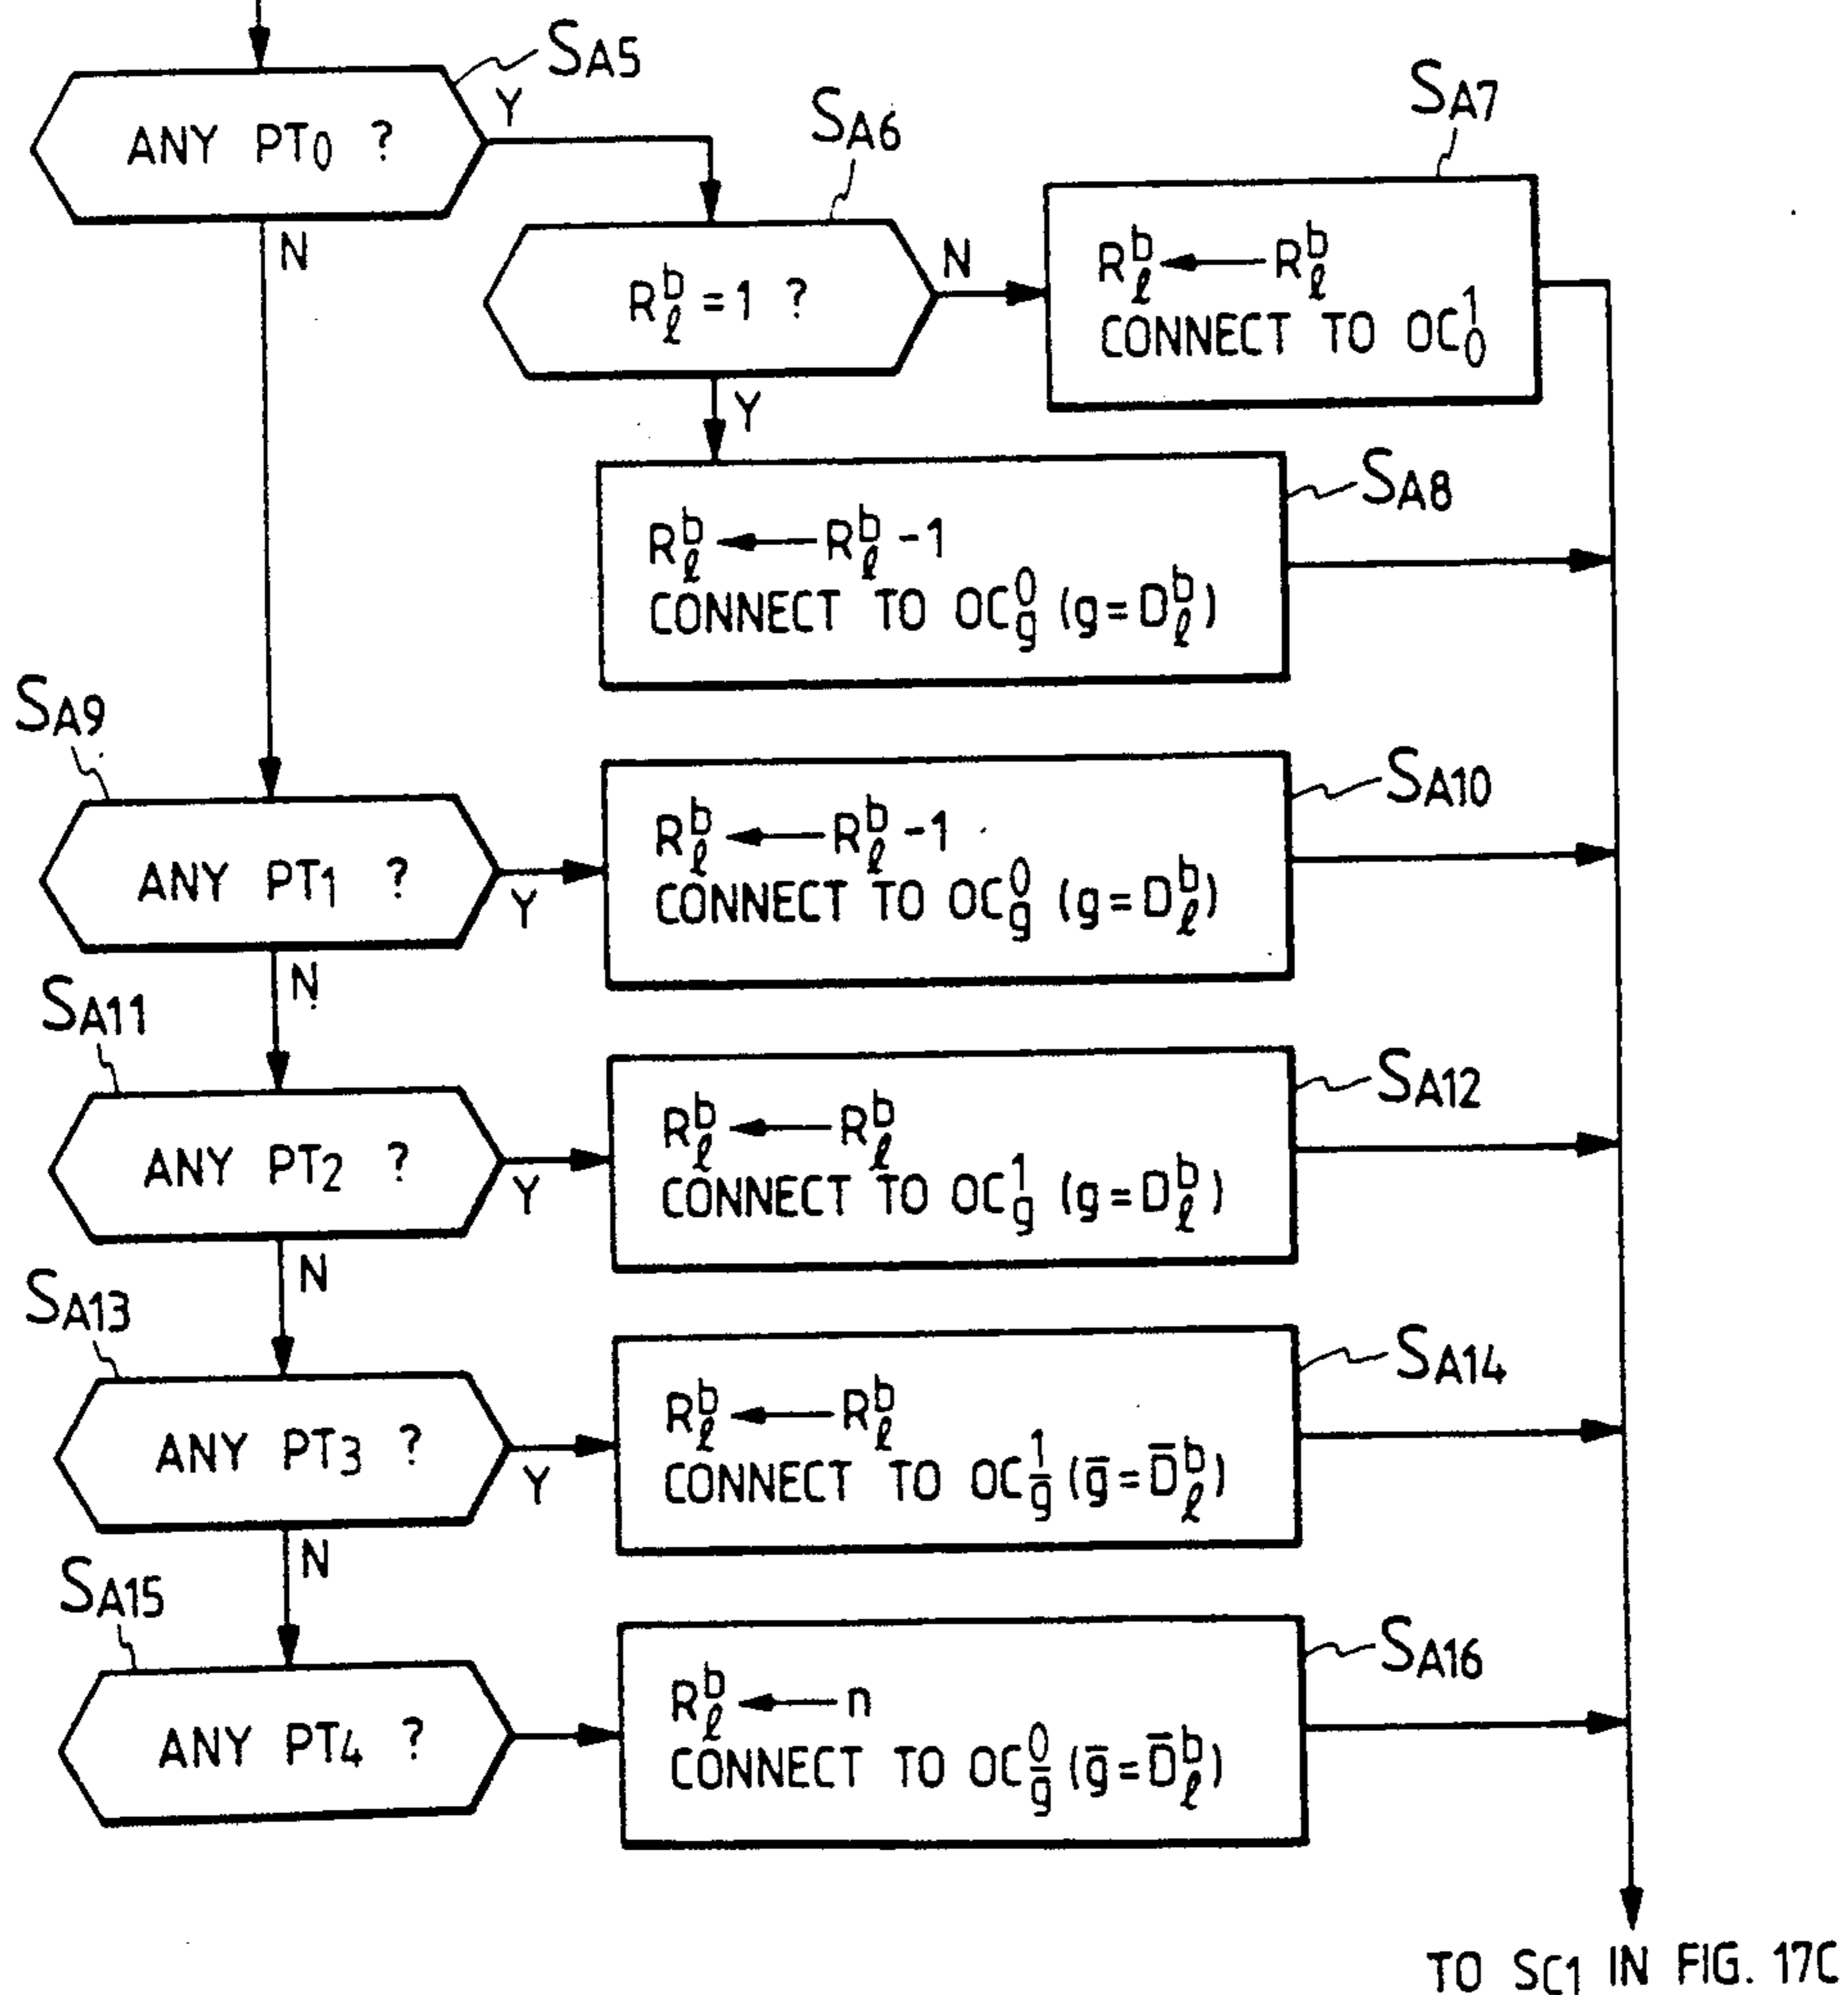 SA5
ANY PT0 ?
Y
N
SA6
R^b_ℓ = 1 ?
N
Y
SA7
R^b_ℓ ← R^b_ℓ
CONNECT TO OC^1_0
SA8
R^b_ℓ ← R^b_ℓ -1
CONNECT TO OC^0_g (g = D^b_ℓ)
SA9
ANY PT1 ?
Y
N
SA10
R^b_ℓ ← R^b_ℓ -1
CONNECT TO OC^0_g (g = D^b_ℓ)
SA11
ANY PT2 ?
Y
N
SA12
R^b_ℓ ← R^b_ℓ
CONNECT TO OC^1_g (g = D^b_ℓ)
SA13
ANY PT3 ?
Y
N
SA14
R^b_ℓ ← R^b_ℓ
CONNECT TO OC^1_g̅ (g̅ = D̅^b_ℓ)
SA15
ANY PT4 ?
SA16
R^b_ℓ ← n
CONNECT TO OC^0_g̅ (g̅ = D̅^b_ℓ)
TO SC1 IN FIG. 17C